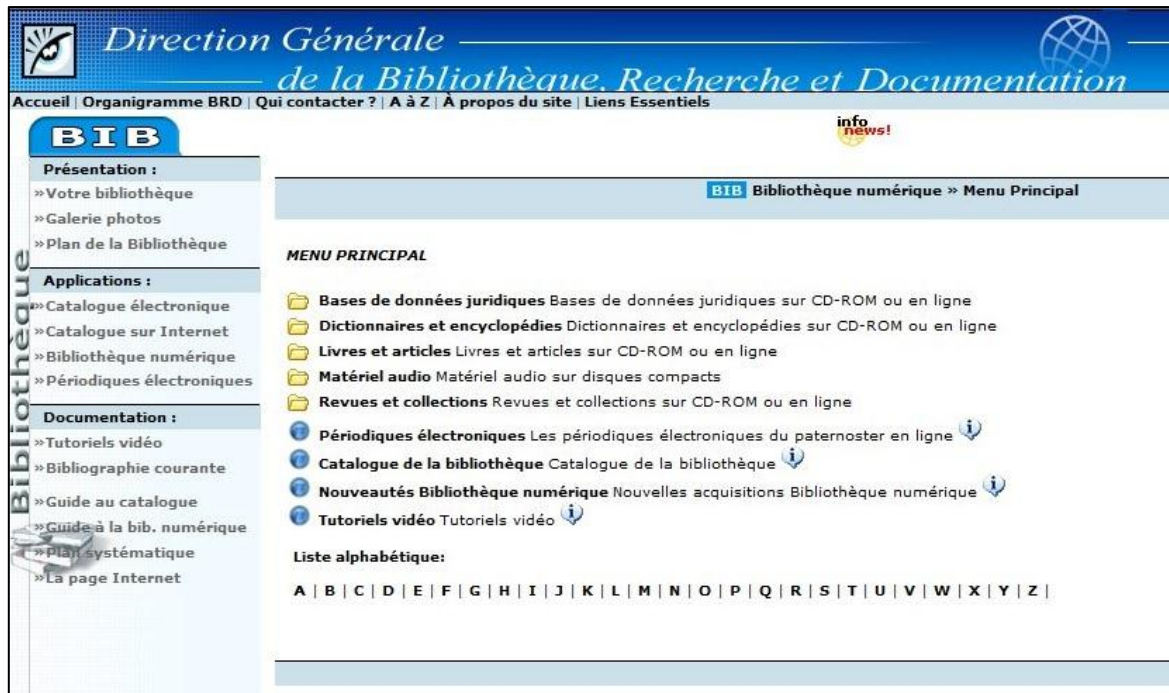 Direction Générale
de la Bibliothèque, Recherche et Documentation
Accueil | Organigramme BRD | Qui contacter ? | A à Z | À propos du site | Liens Essentiels
BIB
info
news!
Présentation :
»Votre bibliothèque
»Galerie photos
»Plan de la Bibliothèque
Applications :
»Catalogue électronique
»Catalogue sur Internet
»Bibliothèque numérique
»Périodiques électroniques
Documentation :
»Tutoriels vidéo
»Bibliographie courante
»Guide au catalogue
»Guide à la bib. numérique
»Plan systématique
»La page Internet
Bibliothèque
BIB Bibliothèque numérique » Menu Principal
MENU PRINCIPAL
Bases de données juridiques Bases de données juridiques sur CD-ROM ou en ligne
Dictionnaires et encyclopédies Dictionnaires et encyclopédies sur CD-ROM ou en ligne
Livres et articles Livres et articles sur CD-ROM ou en ligne
Matériel audio Matériel audio sur disques compacts
Revues et collections Revues et collections sur CD-ROM ou en ligne
Périodiques électroniques Les périodiques électroniques du paternoster en ligne i
Catalogue de la bibliothèque Catalogue de la bibliothèque i
Nouveautés Bibliothèque numérique Nouvelles acquisitions Bibliothèque numérique i
Tutoriels vidéo Tutoriels vidéo i
Liste alphabétique:
A | B | C | D | E | F | G | H | I | J | K | L | M | N | O | P | Q | R | S | T | U | V | W | X | Y | Z |